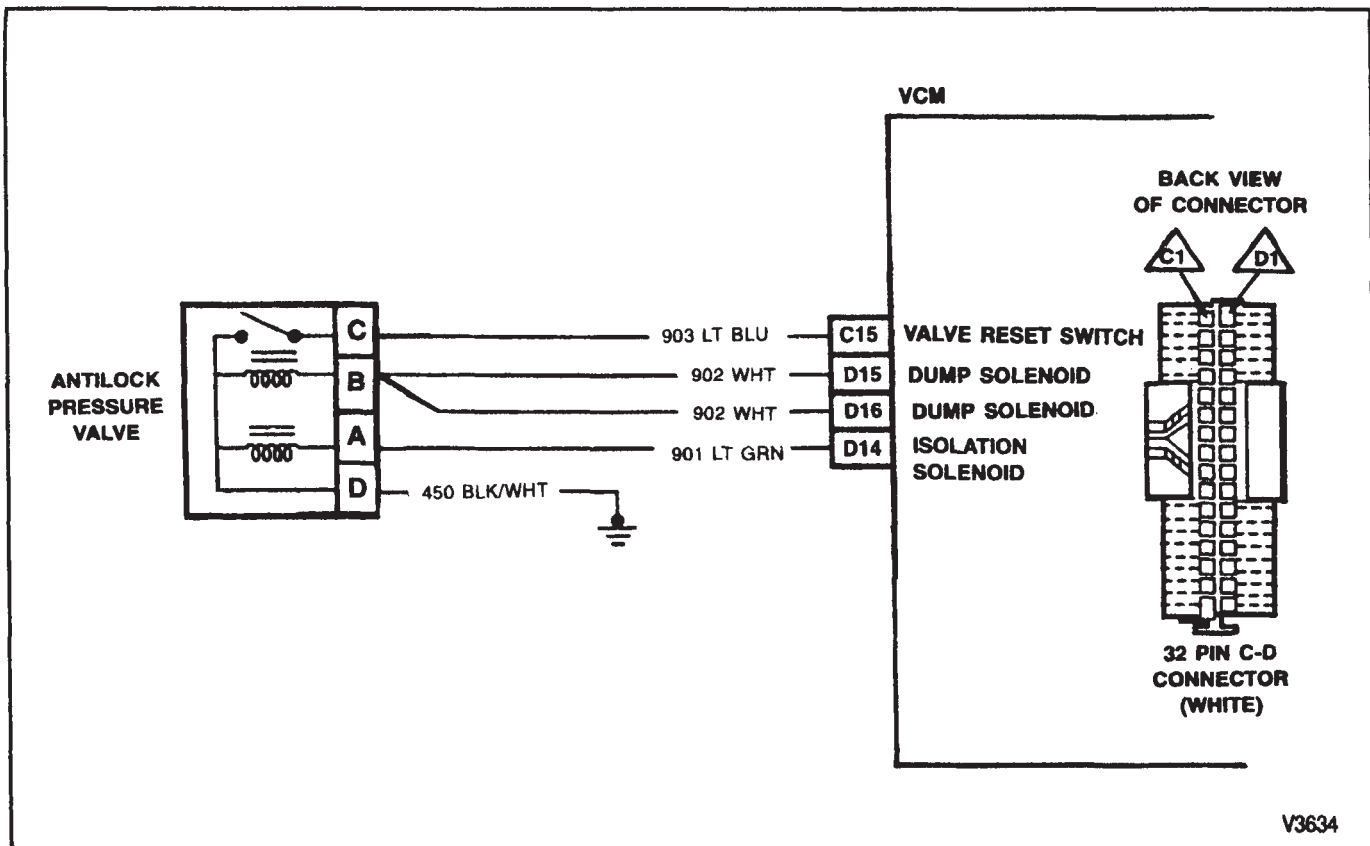 VCM
BACK VIEW
OF CONNECTOR
C1
D1
ANTILOCK
PRESSURE
VALVE
C
903 LT BLU
C15
VALVE RESET SWITCH
B
902 WHT
D15
DUMP SOLENOID
902 WHT
D16
DUMP SOLENOID
A
901 LT GRN
D14
ISOLATION
SOLENOID
D
450 BLK/WHT
32 PIN C-D
CONNECTOR
(WHITE)
V3634